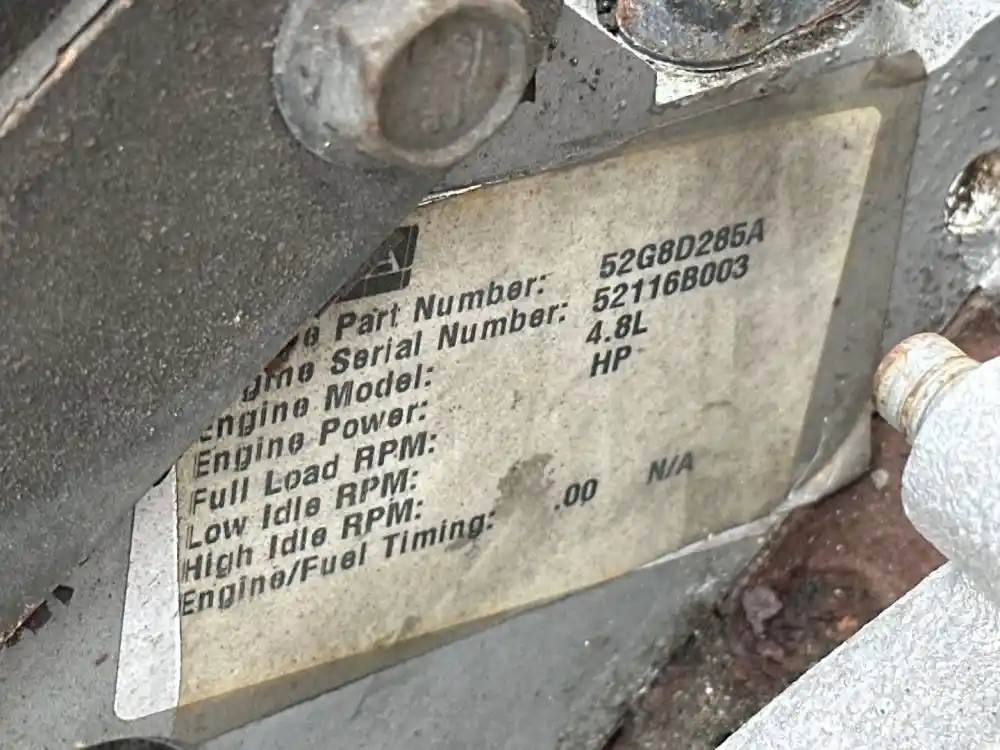 e Part Number: 52G8D285A
gine Serial Number: 52116B003
Engine Model: 4.8L
Engine Power: HP
Full Load RPM:
Low Idle RPM:
High Idle RPM:
Engine/Fuel Timing: .00 N/A